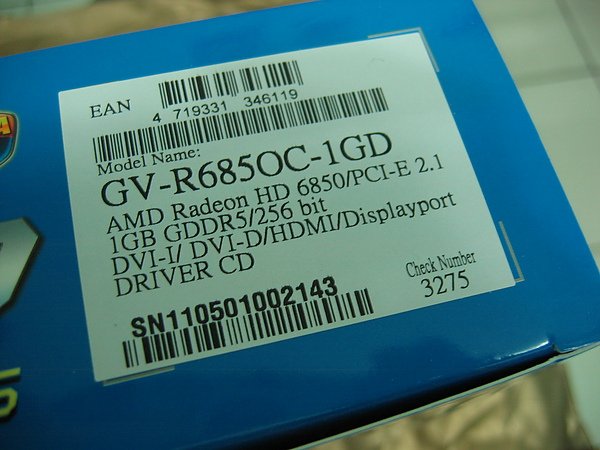 EAN
4 719331 346119
Model Name:
GV-R685OC-1GD
AMD Radeon HD 6850/PCI-E 2.1
1GB GDDR5/256 bit
DVI-I/ DVI-D/HDMI/Displayport
DRIVER CD
Check Number
3275
SN110501002143